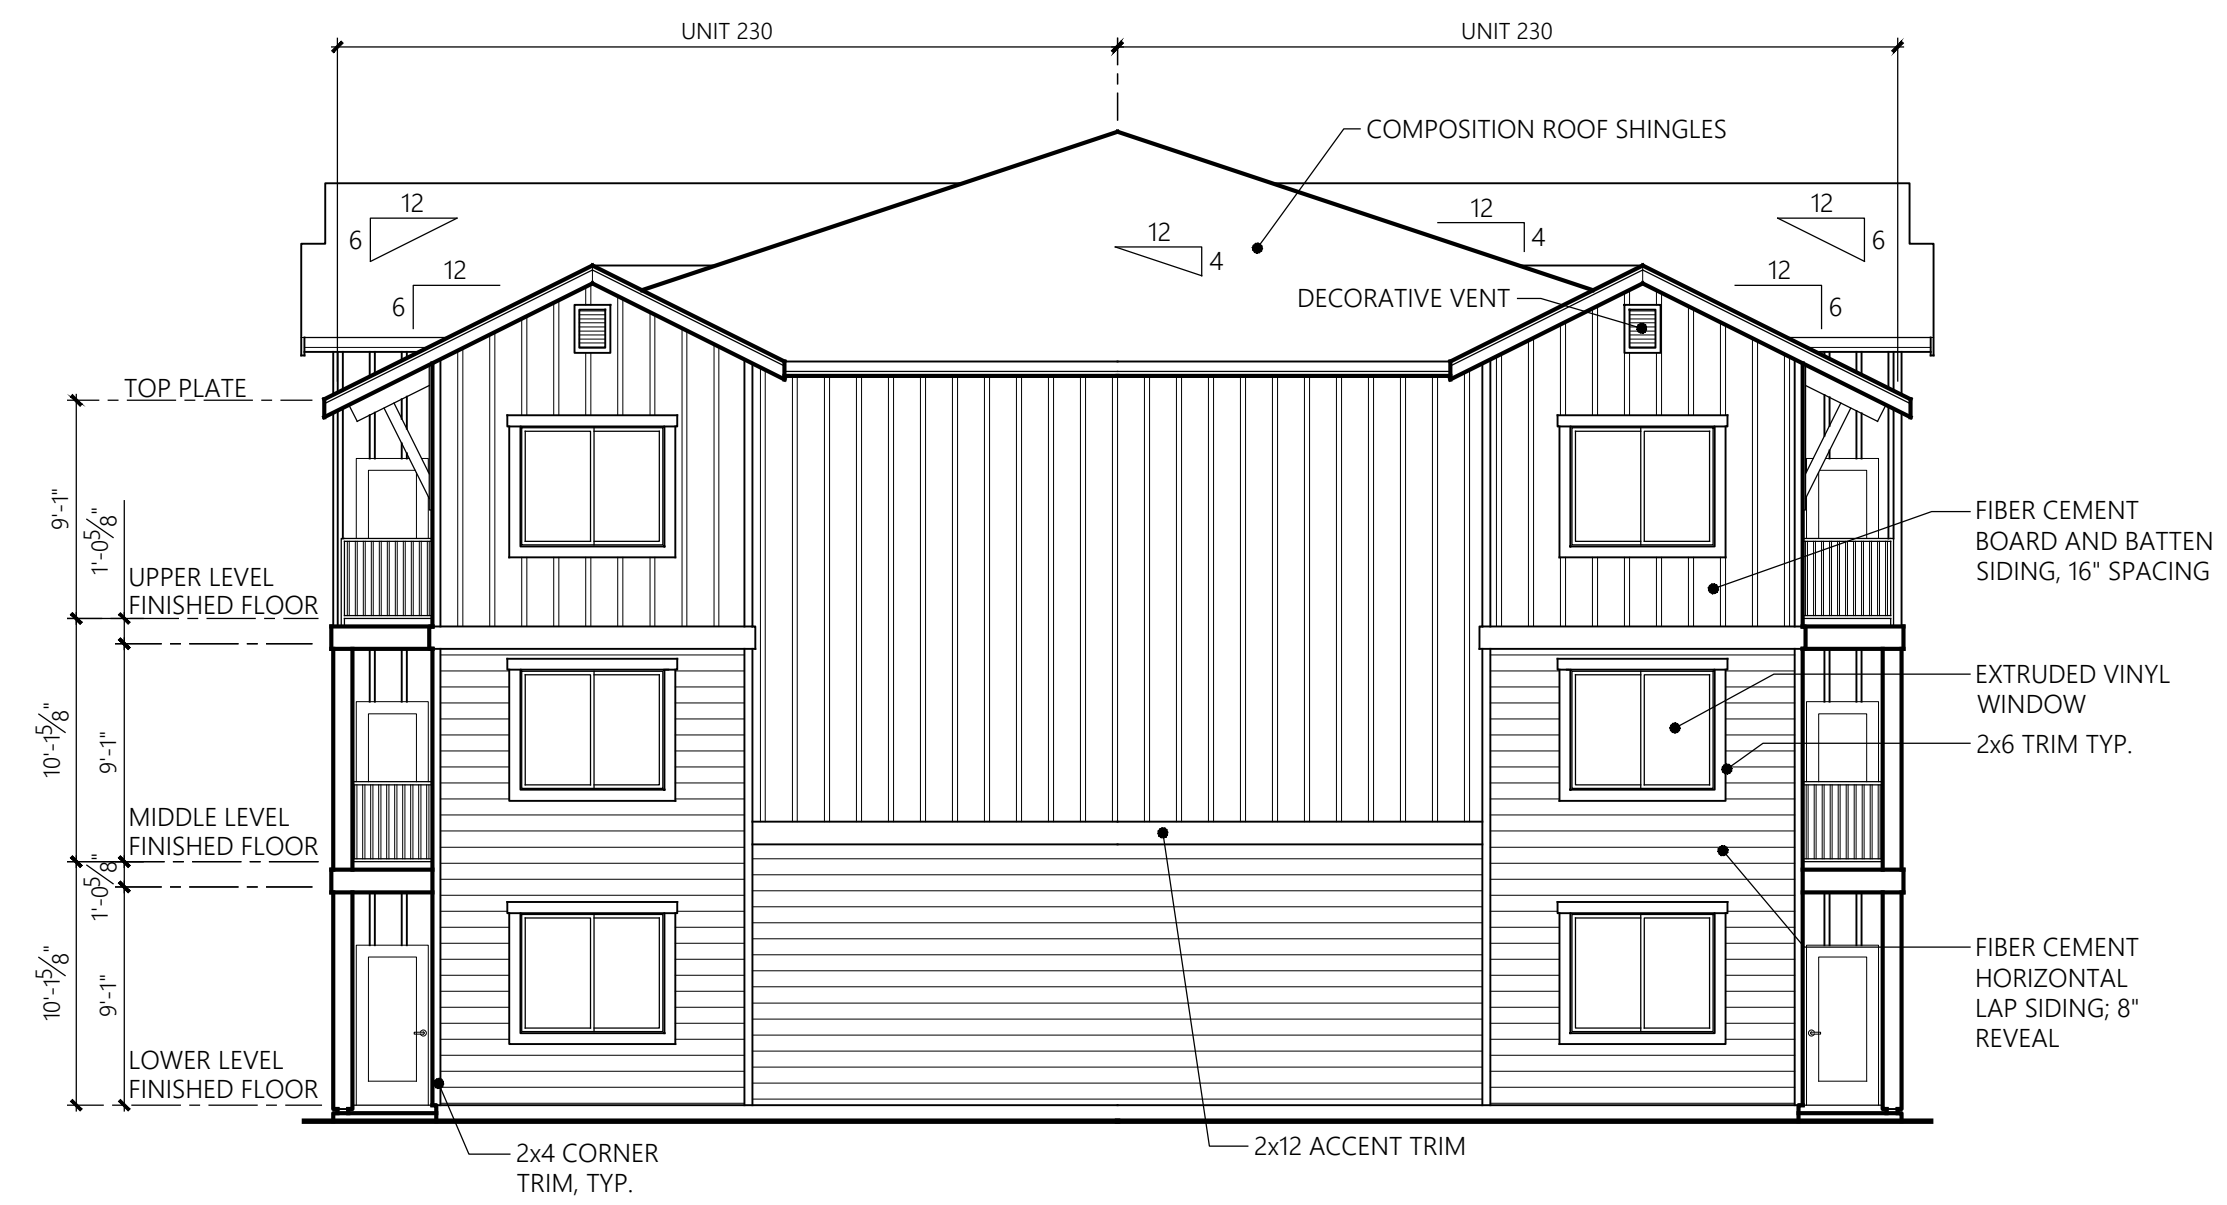 UNIT 230
UNIT 230
COMPOSITION ROOF SHINGLES
12
6
12
6
12
4
12
4
12
6
12
6
DECORATIVE VENT
TOP PLATE
9'-1"
1'-05/8"
UPPER LEVEL
FINISHED FLOOR
FIBER CEMENT
BOARD AND BATTEN
SIDING, 16" SPACING
EXTRUDED VINYL
WINDOW
2x6 TRIM TYP.
10'-15/8"
9'-1"
MIDDLE LEVEL
FINISHED FLOOR
1'-05/8"
10'-15/8"
9'-1"
FIBER CEMENT
HORIZONTAL
LAP SIDING; 8"
REVEAL
LOWER LEVEL
FINISHED FLOOR
2x4 CORNER
TRIM, TYP.
2x12 ACCENT TRIM